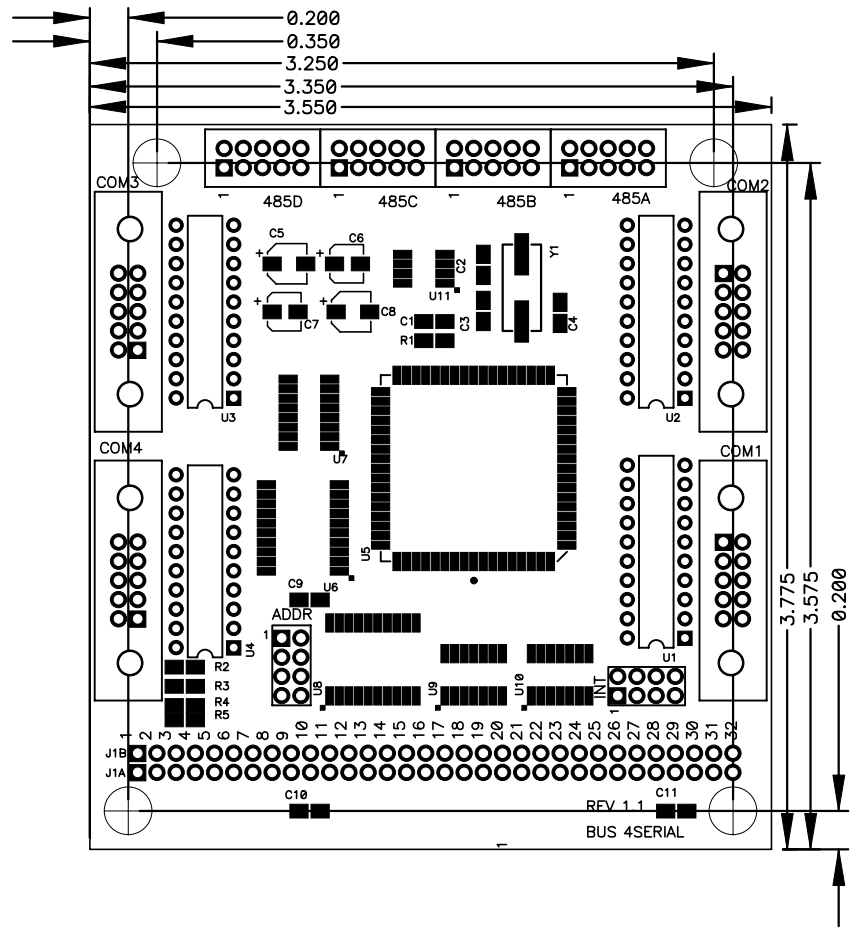 0.200
0.350
3.250
3.350
3.550
COM3
COM2
1
1
1
1
485D
485C
485B
485A
C5
C6
+
+
C2
Y1
U11
+
+
C7
C8
C1
C3
C4
R1
U3
U2
COM4
COM1
U7
U5
U6
C9
ADDR
1
U4
U1
R2
R3
R4
R5
U8
U9
U10
INT
1
1 2 3 4 5 6 7 8 9 10 11 12 13 14 15 16 17 18 19 20 21 22 23 24 25 26 27 28 29 30 31 32
J1B
J1A
C10
C11
REV 1.1
BUS 4SERIAL
1
3.775
3.575
0.200